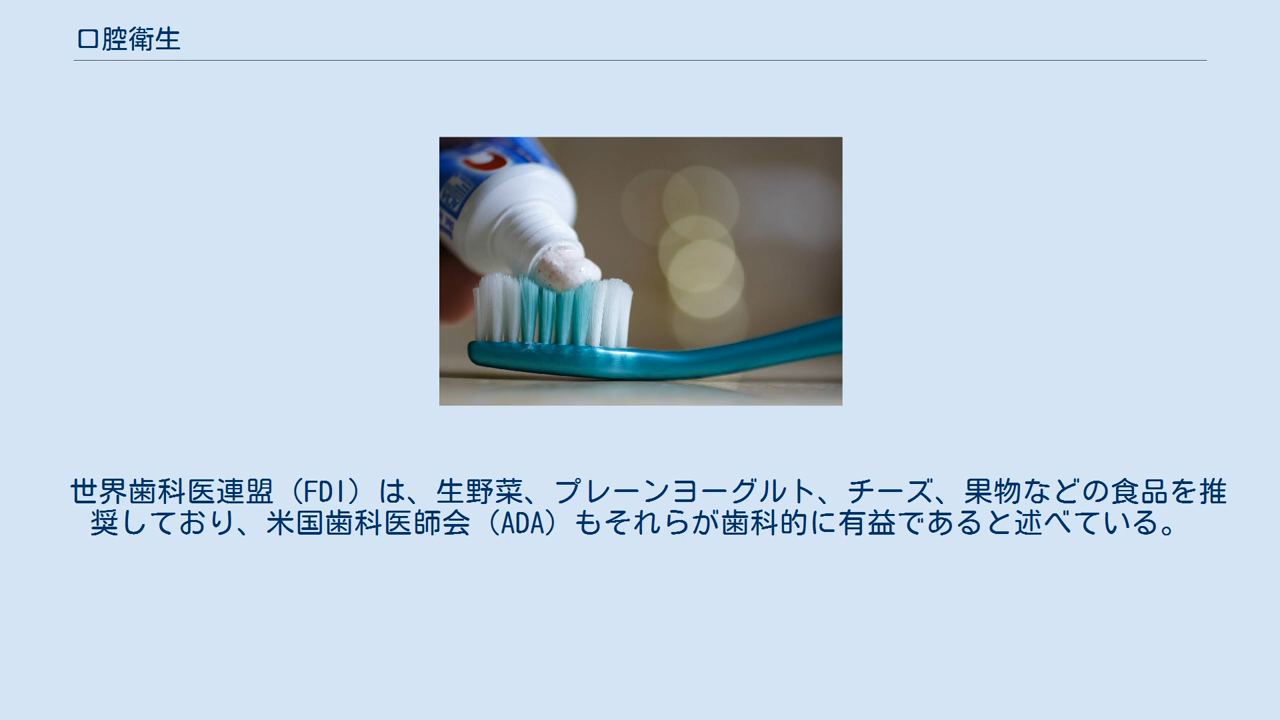 口腔衛生
世界歯科医連盟（FDI）は、生野菜、プレーンヨーグルト、チーズ、果物などの食品を推
奨しており、米国歯科医師会（ADA）もそれらが歯科的に有益であると述べている。